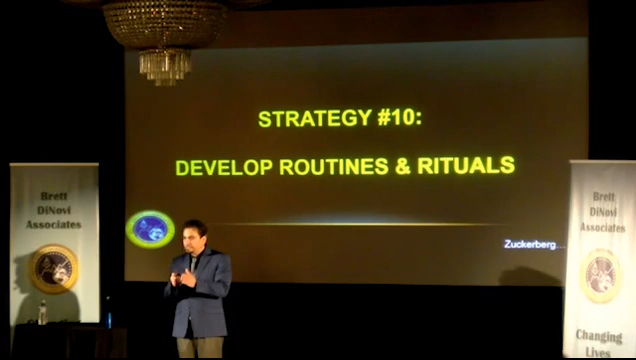 STRATEGY #10:
DEVELOP ROUTINES & RITUALS
Zuckerberg...
Brett
DiNovi
Associates
Brett
DiNovi
Associates
Changing
Lives